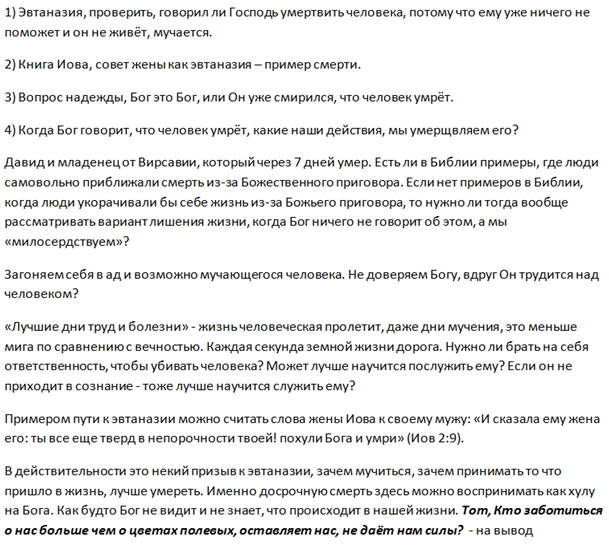 1) Эвтаназия, проверить, говорил ли Господь умертвить человека, потому что ему уже ничего не
поможет и он не живёт, мучается.
2) Книга Иова, совет жены как эвтаназия – пример смерти.
3) Вопрос надежды, Бог это Бог, или Он уже смирился, что человек умрёт.
4) Когда Бог говорит, что человек умрёт, какие наши действия, мы умерщвляем его?
Давид и младенец от Вирсавии, который через 7 дней умер. Есть ли в Библии примеры, где люди
самовольно приближали смерть из-за Божественного приговора. Если нет примеров в Библии,
когда люди укорачивали бы себе жизнь из-за Божьего приговора, то нужно ли тогда вообще
рассматривать вариант лишения жизни, когда Бог ничего не говорит об этом, а мы
«милосердствуем»?
Загоняем себя в ад и возможно мучающегося человека. Не доверяем Богу, вдруг Он трудится над
человеком?
«Лучшие дни труд и болезни» - жизнь человеческая пролетит, даже дни мучения, это меньше
мига по сравнению с вечностью. Каждая секунда земной жизни дорога. Нужно ли брать на себя
ответственность, чтобы убивать человека? Может лучше научится послужить ему? Если он не
приходит в сознание - тоже лучше научится служить ему?
Примером пути к эвтаназии можно считать слова жены Иова к своему мужу: «И сказала ему жена
его: ты все еще тверд в непорочности твоей! похули Бога и умри» (Иов 2:9).
В действительности это некий призыв к эвтаназии, зачем мучиться, зачем принимать то что
пришло в жизнь, лучше умереть. Именно досрочную смерть здесь можно воспринимать как хулу
на Бога. Как будто Бог не видит и не знает, что происходит в нашей жизни. Тот, Кто заботиться
о нас больше чем о цветах полевых, оставляет нас, не даёт нам силы? - на вывод